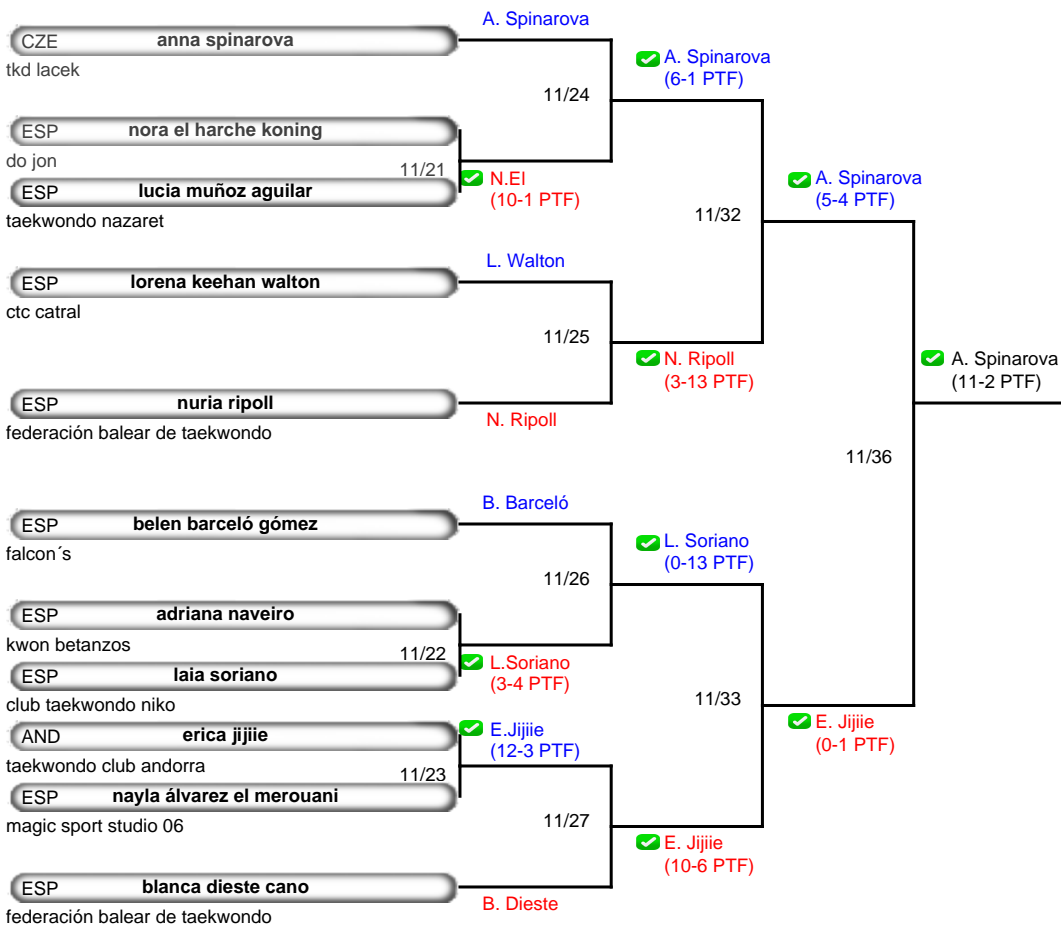 A. Spinarova
CZE anna spinarova
tkd lacek
A. Spinarova
(6-1 PTF)
11/24
ESP nora el harche koning
do jon
11/21
N.El
(10-1 PTF)
ESP lucia muñoz aguilar
taekwondo nazaret
A. Spinarova
(5-4 PTF)
11/32
L. Walton
ESP lorena keehan walton
ctc catral
11/25
N. Ripoll
(3-13 PTF)
A. Spinarova
(11-2 PTF)
ESP nuria ripoll
federación balear de taekwondo
N. Ripoll
11/36
B. Barceló
ESP belen barceló gómez
falcon´s
L. Soriano
(0-13 PTF)
11/26
ESP adriana naveiro
kwon betanzos
11/22
L.Soriano
(3-4 PTF)
ESP laia soriano
club taekwondo niko
11/33
E. Jijiie
(0-1 PTF)
E.Jijiie
(12-3 PTF)
AND erica jijiie
taekwondo club andorra
11/23
ESP nayla álvarez el merouani
magic sport studio 06
11/27
E. Jijiie
(10-6 PTF)
ESP blanca dieste cano
federación balear de taekwondo
B. Dieste